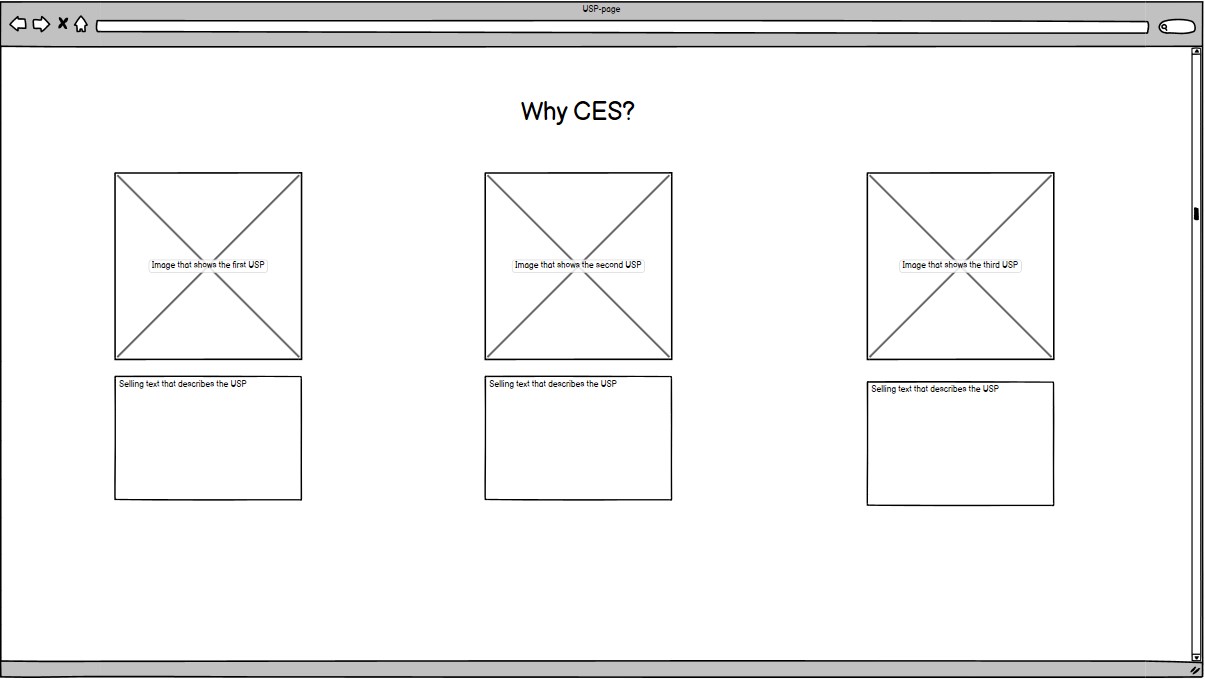 USP-page
Why CES?
Image that shows the first USP
Image that shows the second USP
Image that shows the third USP
Selling text that describes the USP
Selling text that describes the USP
Selling text that describes the USP